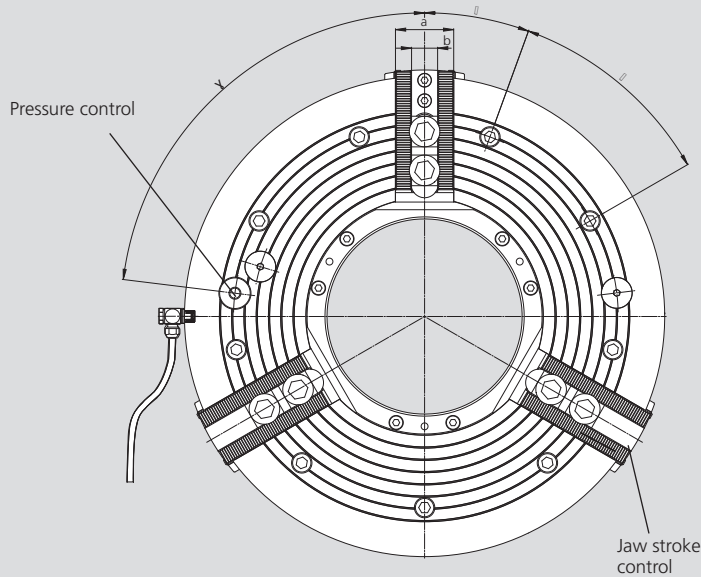 a
b
γ
Pressure control
Jaw stroke
control